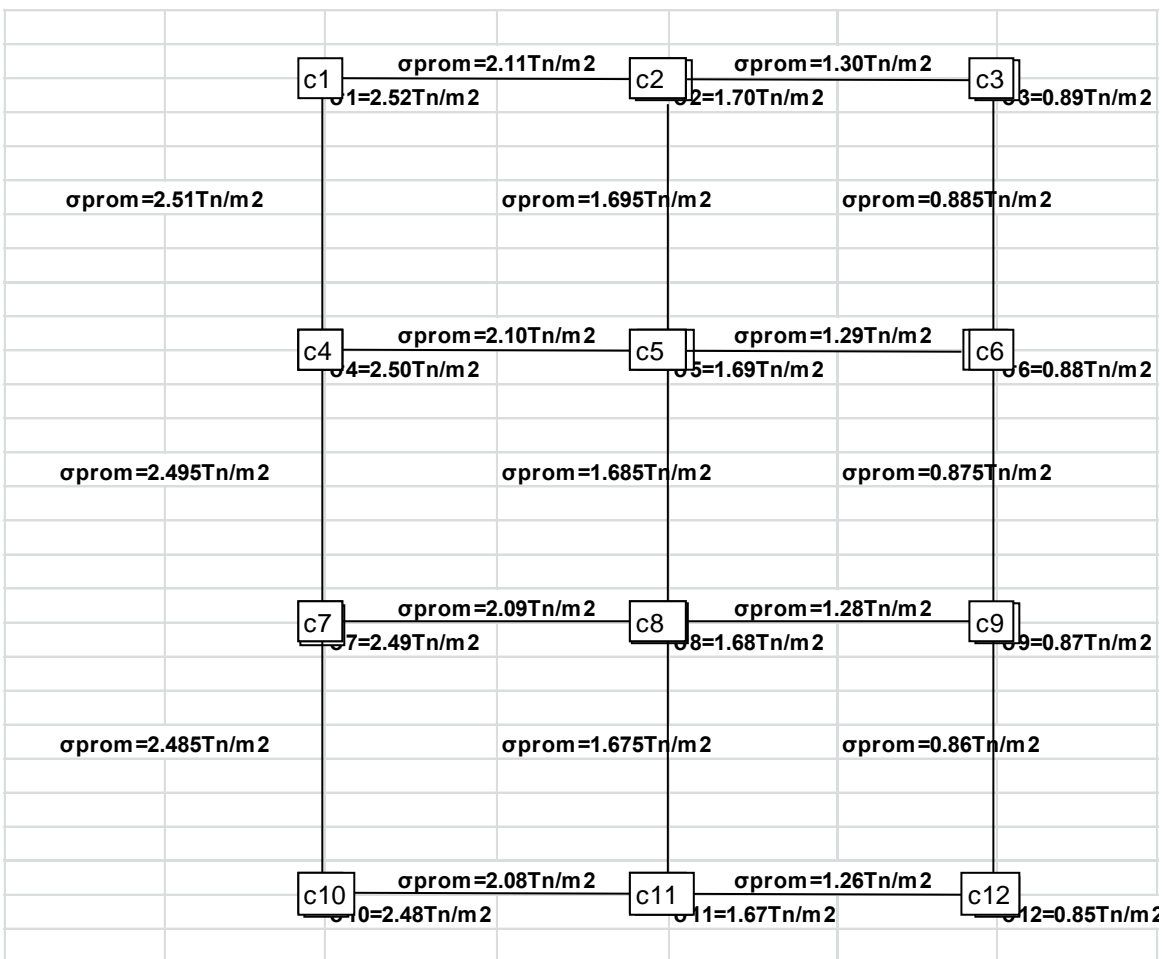 c1 σprom=2.11Tn/m2 c2 σprom=1.30Tn/m2 c3
σ1=2.52Tn/m2 σ2=1.70Tn/m2 σ3=0.89Tn/m2
σprom=2.51Tn/m2 σprom=1.695Tn/m2 σprom=0.885Tn/m2
c4 σprom=2.10Tn/m2 c5 σprom=1.29Tn/m2 c6
σ4=2.50Tn/m2 σ5=1.69Tn/m2 σ6=0.88Tn/m2
σprom=2.495Tn/m2 σprom=1.685Tn/m2 σprom=0.875Tn/m2
c7 σprom=2.09Tn/m2 c8 σprom=1.28Tn/m2 c9
σ7=2.49Tn/m2 σ8=1.68Tn/m2 σ9=0.87Tn/m2
σprom=2.485Tn/m2 σprom=1.675Tn/m2 σprom=0.86Tn/m2
c10 σprom=2.08Tn/m2 c11 σprom=1.26Tn/m2 c12
σ10=2.48Tn/m2 σ11=1.67Tn/m2 σ12=0.85Tn/m2